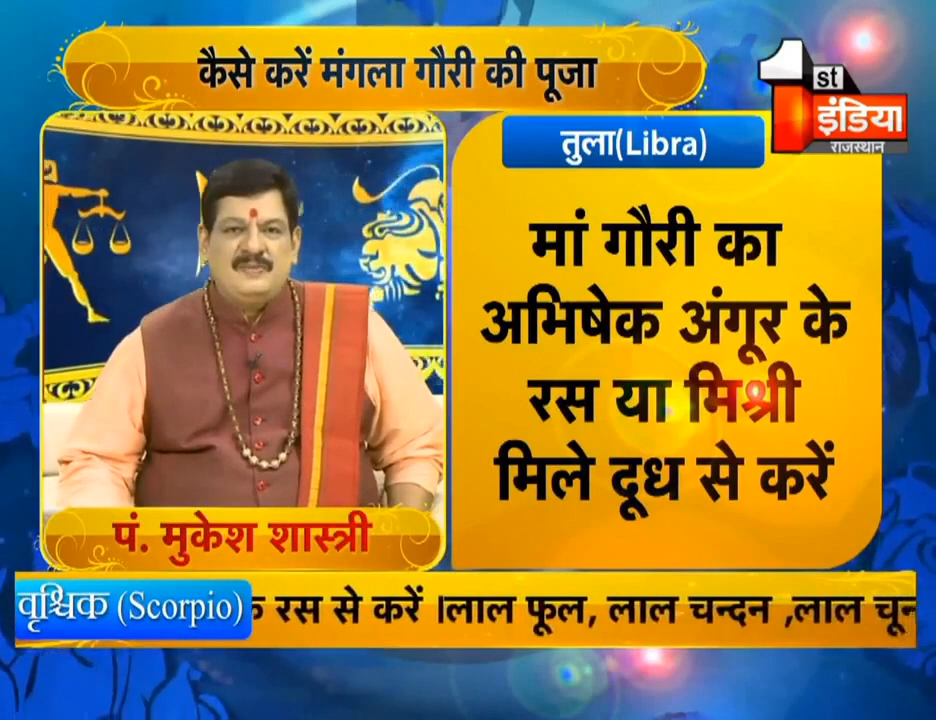 कैसे करें मंगला गौरी की पूजा
1st
इंडिया
राजस्थान
तुला(Libra)
मां गौरी का
अभिषेक अंगूर के
रस या मिश्री
मिले दूध से करें
पं. मुकेश शास्त्री
वृश्चिक (Scorpio)
रस से करें ।लाल फूल, लाल चन्दन ,लाल